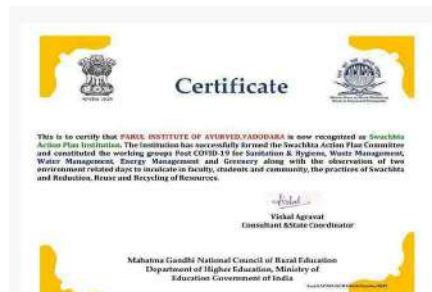 Certificate
This is to certify that PARUL INSTITUTE OF AYURVED,VADODARA is now recognized as Swachhta
Action Plan Institution. The Institution has successfully formed the Swachhta Action Plan Committee
and constituted the working groups Post COVID-19 for Sanitation & Hygiene, Waste Management,
Water Management, Energy Management and Greenery along with the observation of two
environment related days to inculcate in faculty, students and community, the practices of Swachhta
and Reduction, Reuse and Recycling of Resources.
Vishal Agravat
Consultant &State Coordinator
Mahatma Gandhi National Council of Rural Education
Department of Higher Education, Ministry of
Education Government of India